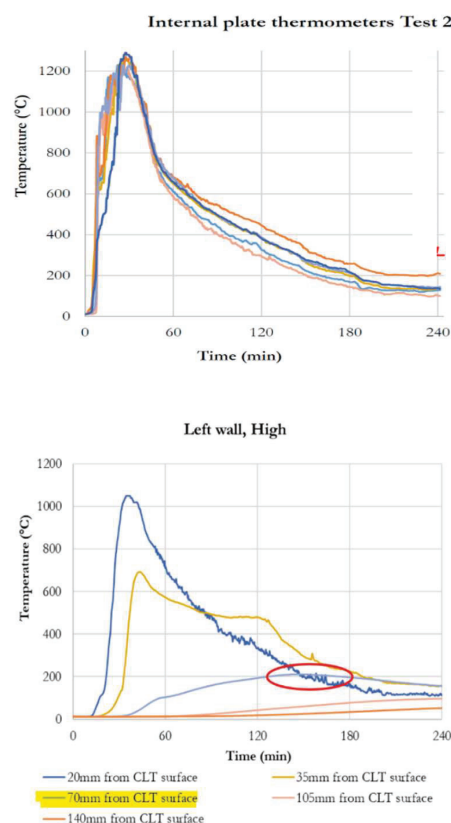 Internal plate thermometers Test 2
1200
1000
800
600
400
200
0
Temperature (°C)
0 60 120 180 240
Time (min)
Left wall, High
1200
1000
800
600
400
200
0
Temperature (°C)
0 60 120 180 240
Time (min)
20mm from CLT surface 35mm from CLT surface
70mm from CLT surface 105mm from CLT surface
140mm from CLT surface